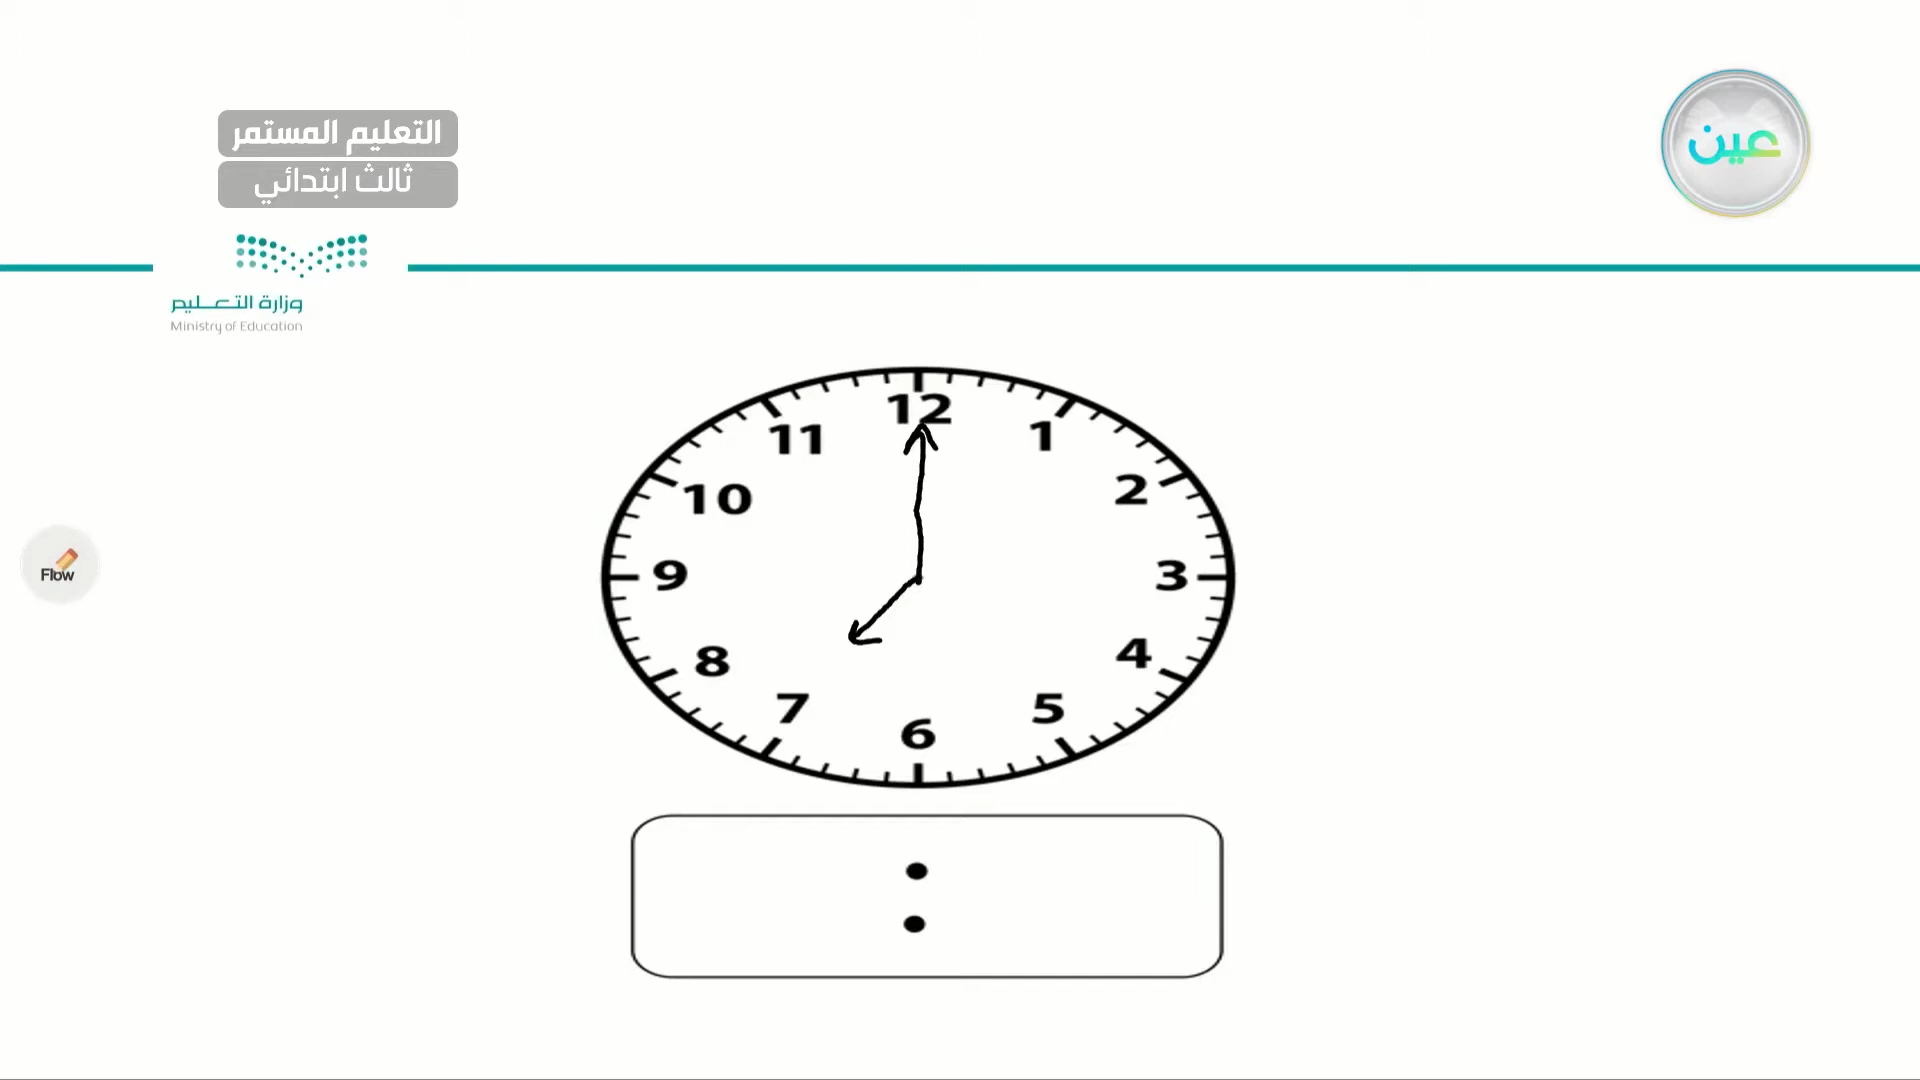 التعليم المستمر
ثالث ابتدائي
عين
وزارة التعليم
Ministry of Education
12
11
1
10
2
9
3
8
4
7
5
6
:
Flow